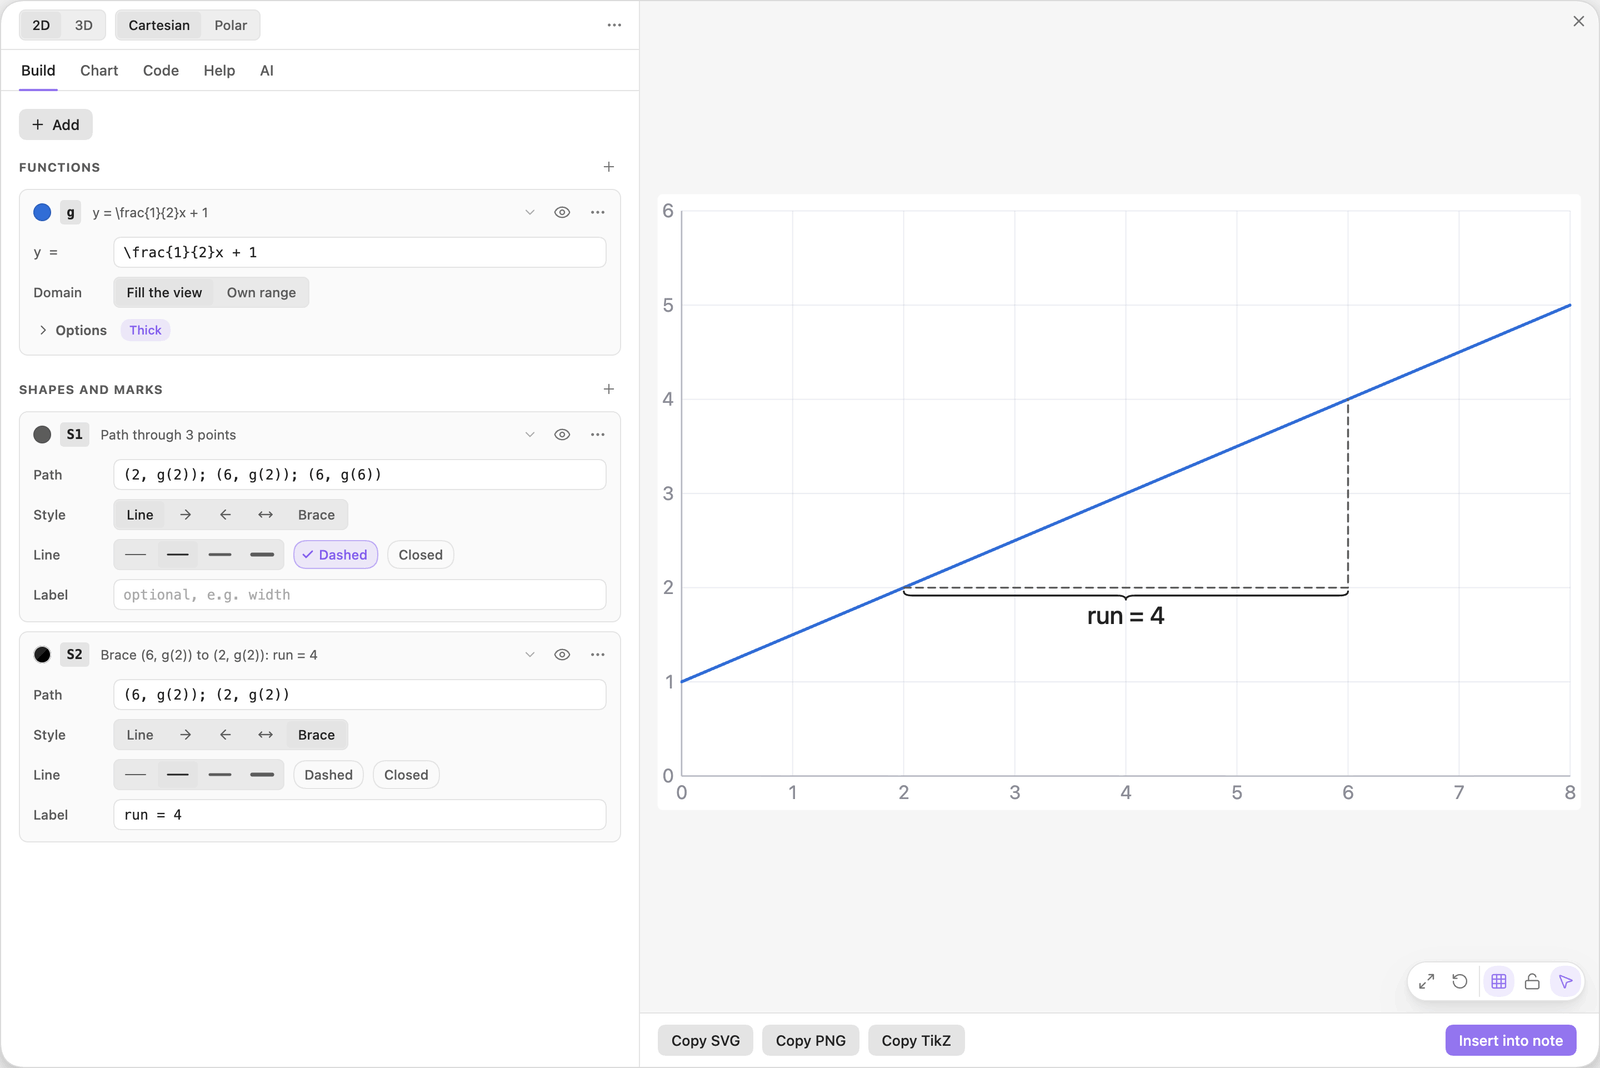 2D 3D Cartesian Polar
Build Chart Code Help AI
+ Add
FUNCTIONS
g y = \frac{1}{2}x + 1
y = \frac{1}{2}x + 1
Domain Fill the view Own range
Options Thick
SHAPES AND MARKS
S1 Path through 3 points
Path (2, g(2)); (6, g(2)); (6, g(6))
Style Line → ← ↔ Brace
Line Dashed Closed
Label optional, e.g. width
S2 Brace (6, g(2)) to (2, g(2)): run = 4
Path (6, g(2)); (2, g(2))
Style Line → ← ↔ Brace
Line Dashed Closed
Label run = 4
6
5
4
3
2
run = 4
1
0
0 1 2 3 4 5 6 7 8
Copy SVG Copy PNG Copy TikZ Insert into note